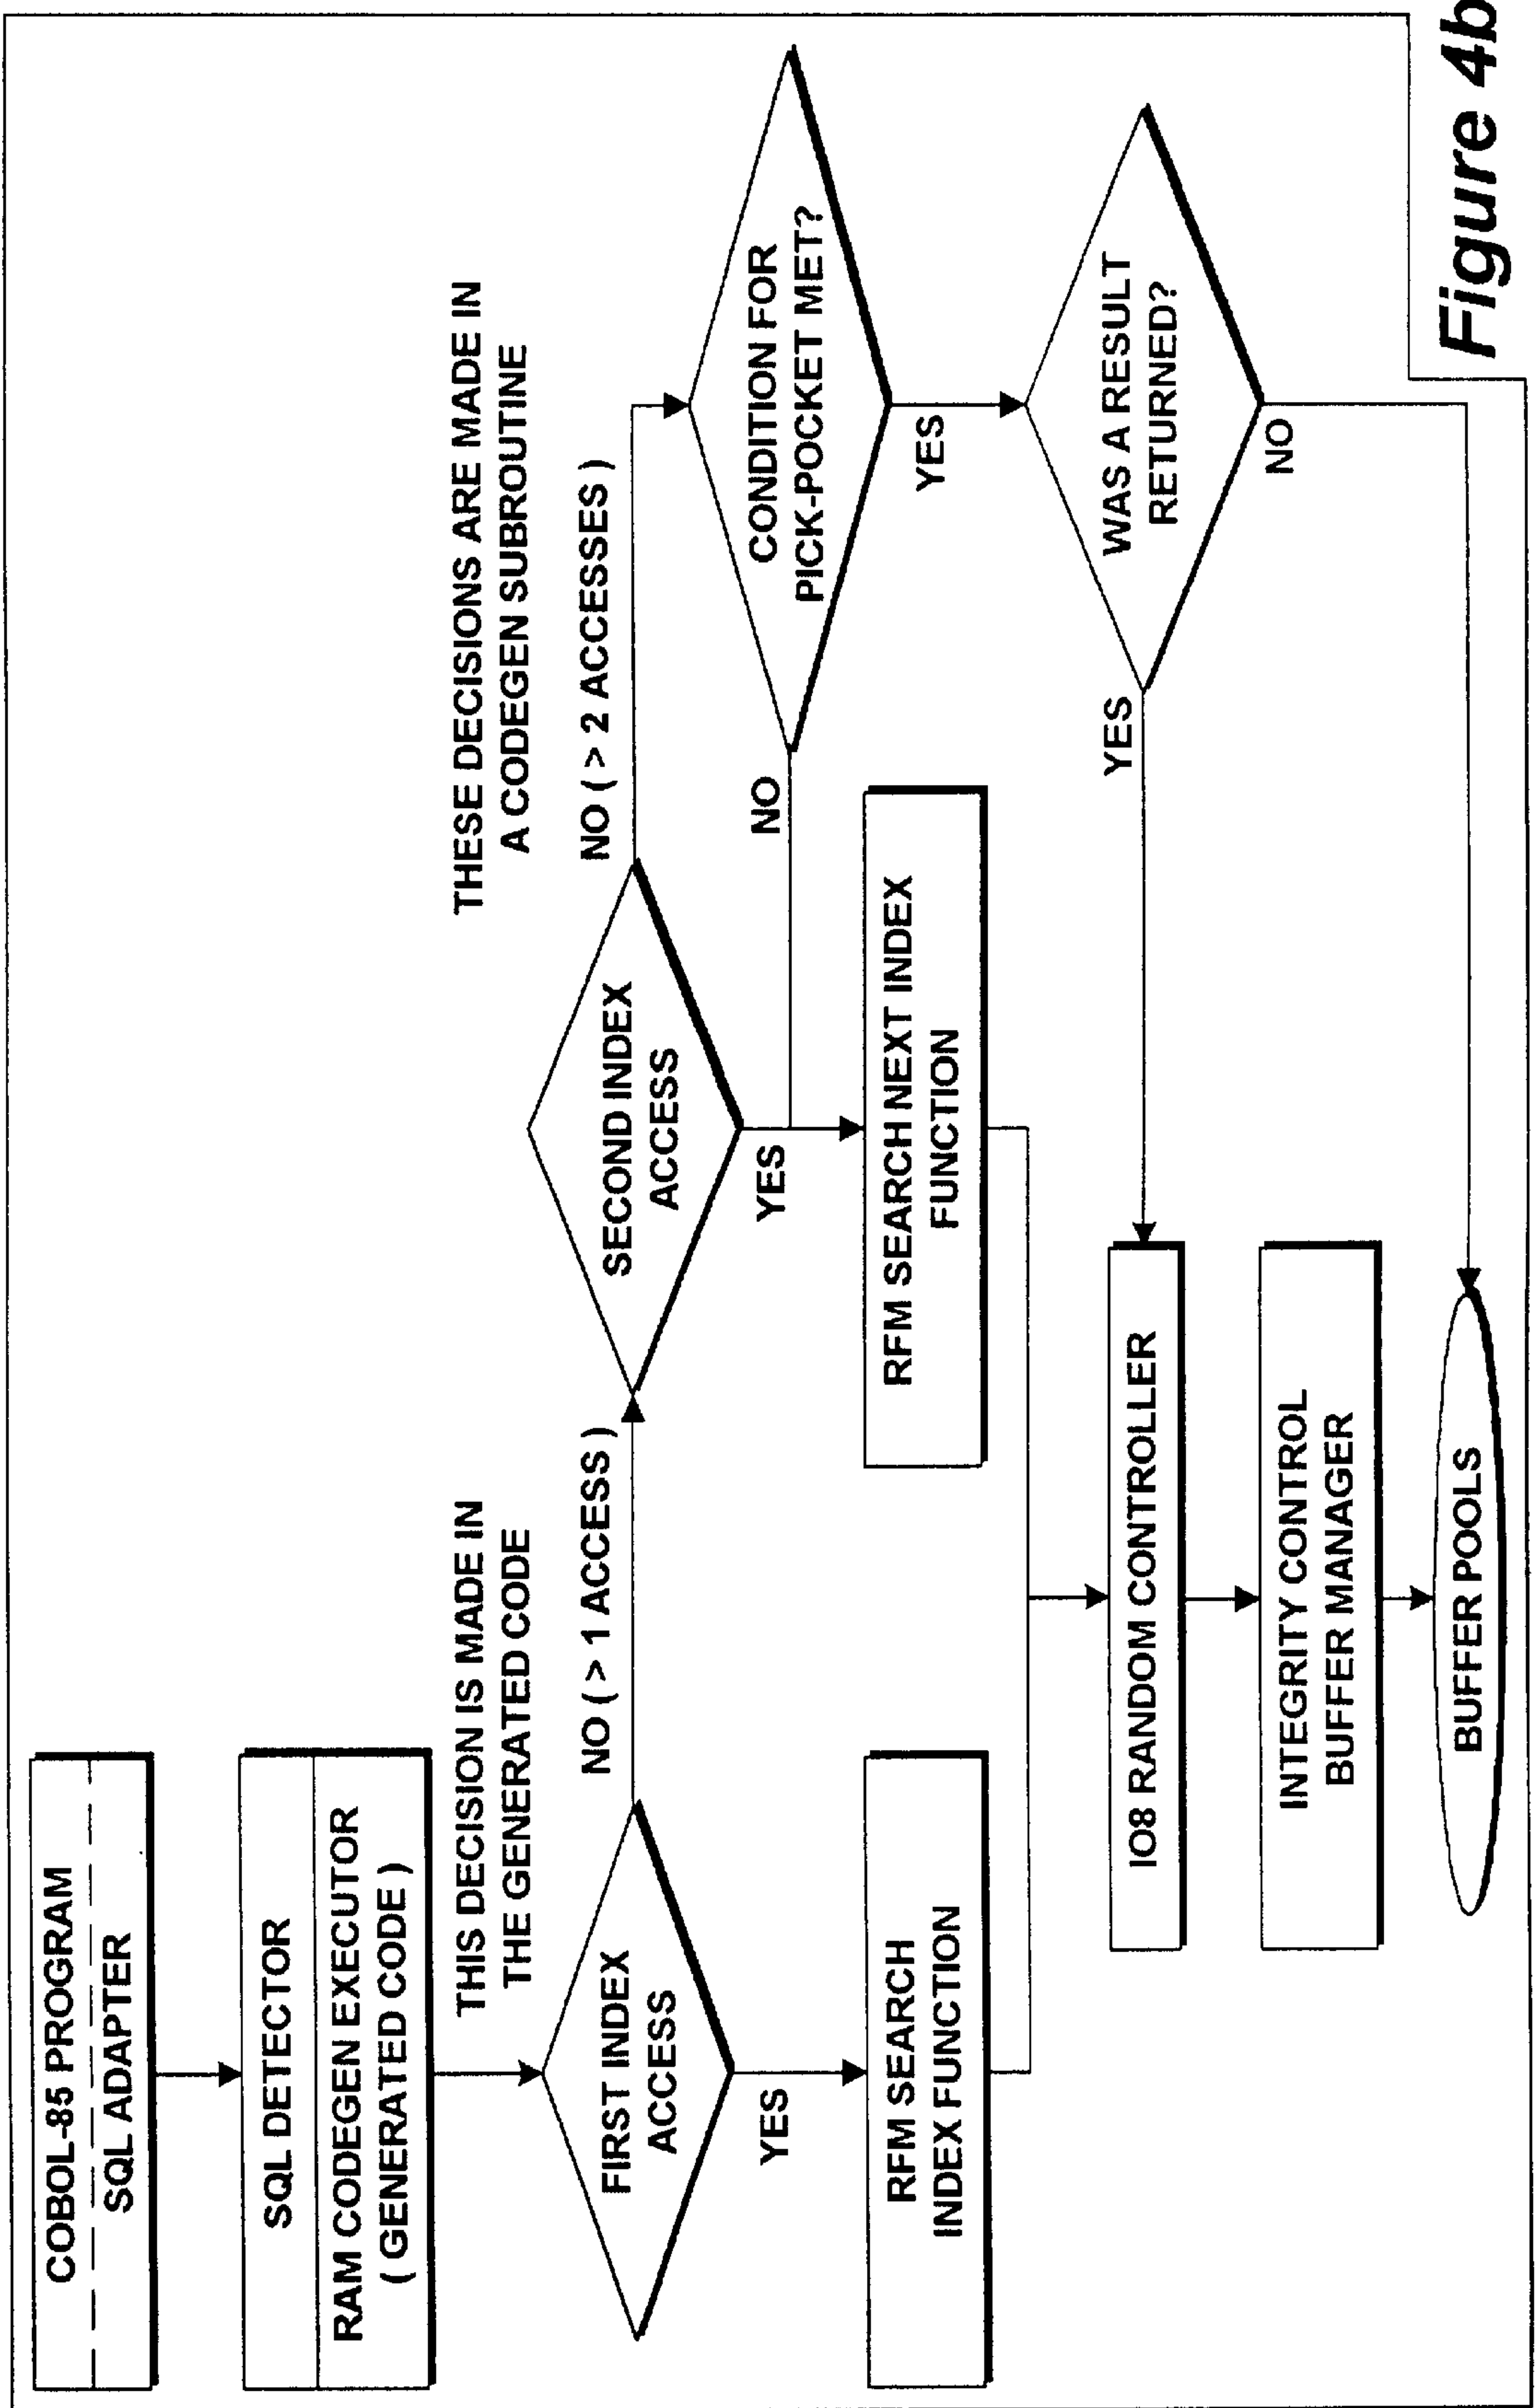 COBOL-85 PROGRAM
SQL ADAPTER
SQL DETECTOR
RAM CODEGEN EXECUTOR
( GENERATED CODE )
THIS DECISION IS MADE IN
THE GENERATED CODE
THESE DECISIONS ARE MADE IN
A CODEGEN SUBROUTINE
FIRST INDEX
ACCESS
NO ( > 1 ACCESS )
SECOND INDEX
ACCESS
NO ( > 2 ACCESSES )
CONDITION FOR
PICK-POCKET MET?
YES
YES
NO
YES
RFM SEARCH
INDEX FUNCTION
RFM SEARCH NEXT INDEX
FUNCTION
WAS A RESULT
RETURNED?
YES
NO
IO8 RANDOM CONTROLLER
INTEGRITY CONTROL
BUFFER MANAGER
BUFFER POOLS
Figure 4b